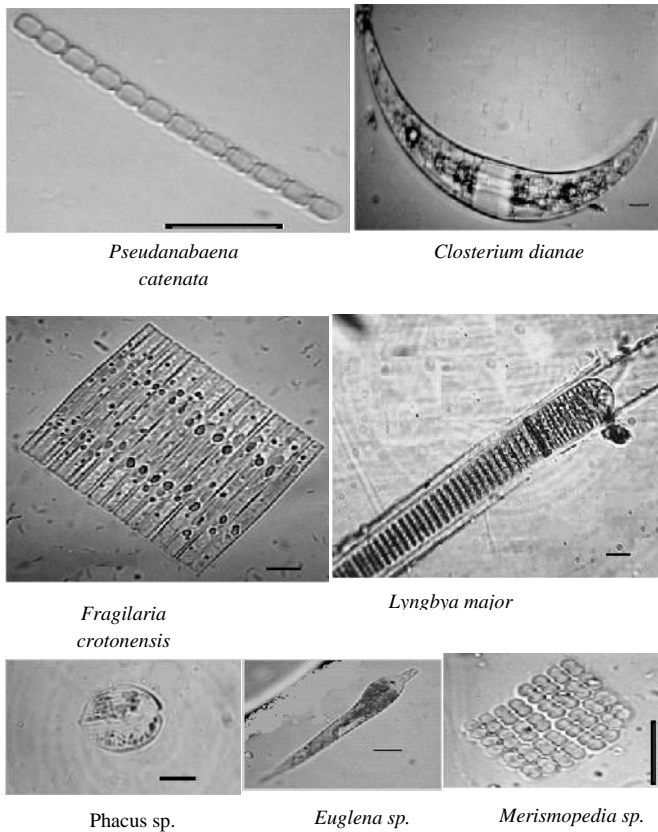 Pseudanabaena
catenata
Closterium dianae
Fragilaria
crotonensis
Lyngbya major
Phacus sp.
Euglena sp.
Merismopedia sp.